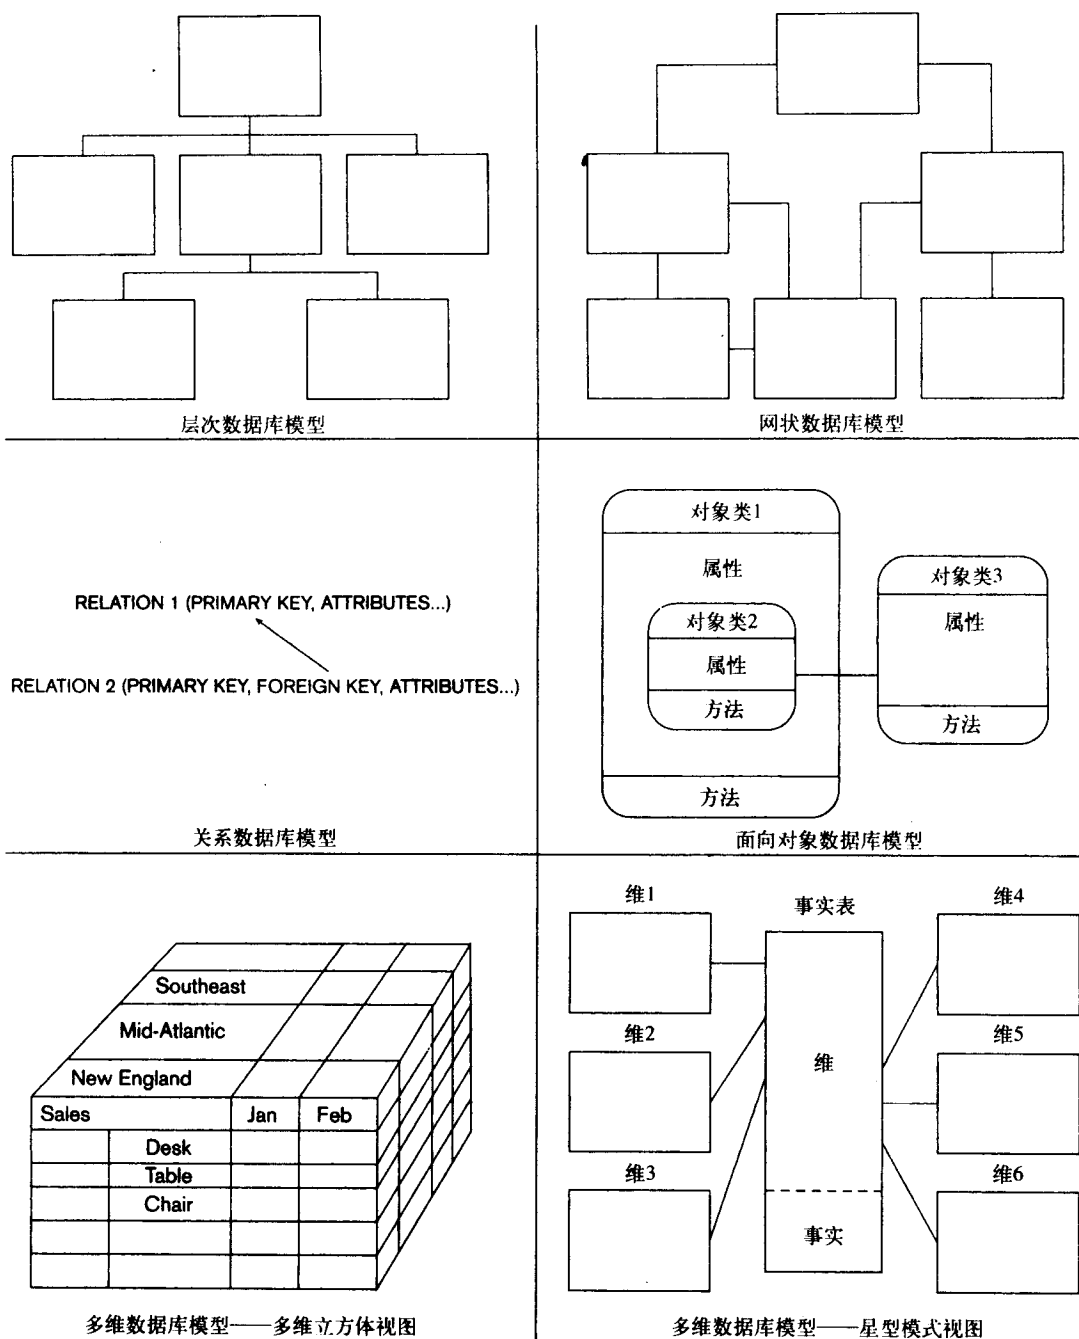 层次数据库模型
网状数据库模型
RELATION 1 (PRIMARY KEY, ATTRIBUTES...)
RELATION 2 (PRIMARY KEY, FOREIGN KEY, ATTRIBUTES...)
关系数据库模型
对象类1
属性
对象类2
属性
方法
方法
对象类3
属性
方法
面向对象数据库模型
Southeast
Mid-Atlantic
New England
Sales Jan Feb
Desk
Table
Chair
多维数据库模型——多维立方体视图
维1
维2
维3
事实表
维
事实
维4
维5
维6
多维数据库模型——星型模式视图